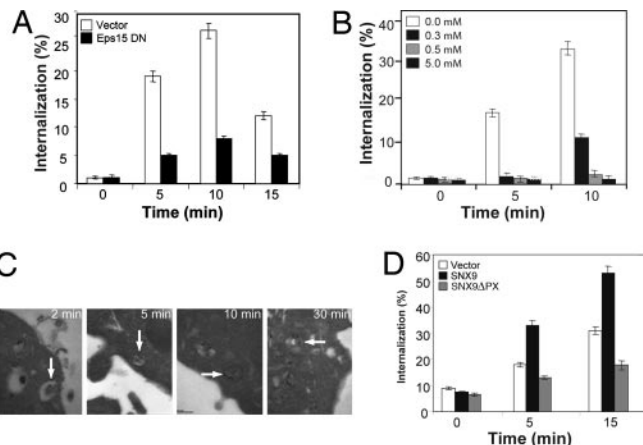 A
Vector
Eps15 DN
Internalization (%)
30
20
25
15
10
5
0
0 5 10 15
Time (min)
B
0.0 mM
0.3 mM
0.5 mM
5.0 mM
Internalization (%)
40
30
20
10
0
0 5 10
Time (min)
C
2 min
5 min
10 min
30 min
D
Vector
SNX9
SNX9ΔPX
Internalization (%)
60
50
40
30
20
10
0
0 5 15
Time (min)